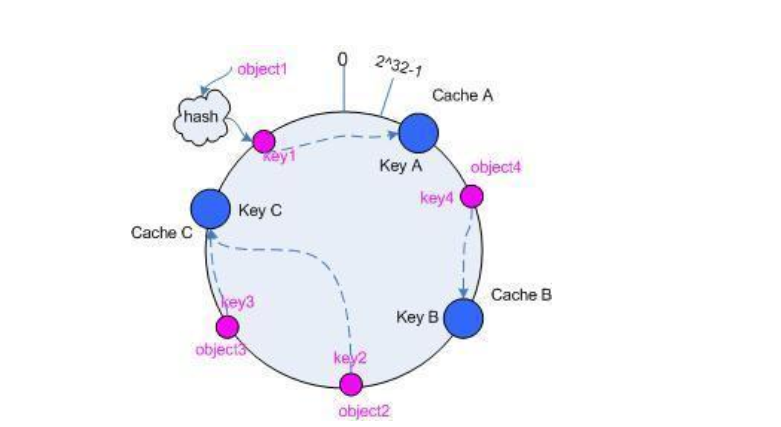 0
2^32-1
object1
Cache A
hash
key1
Key A
object4
key4
Key C
Cache C
Cache B
key3
Key B
object3
key2
object2